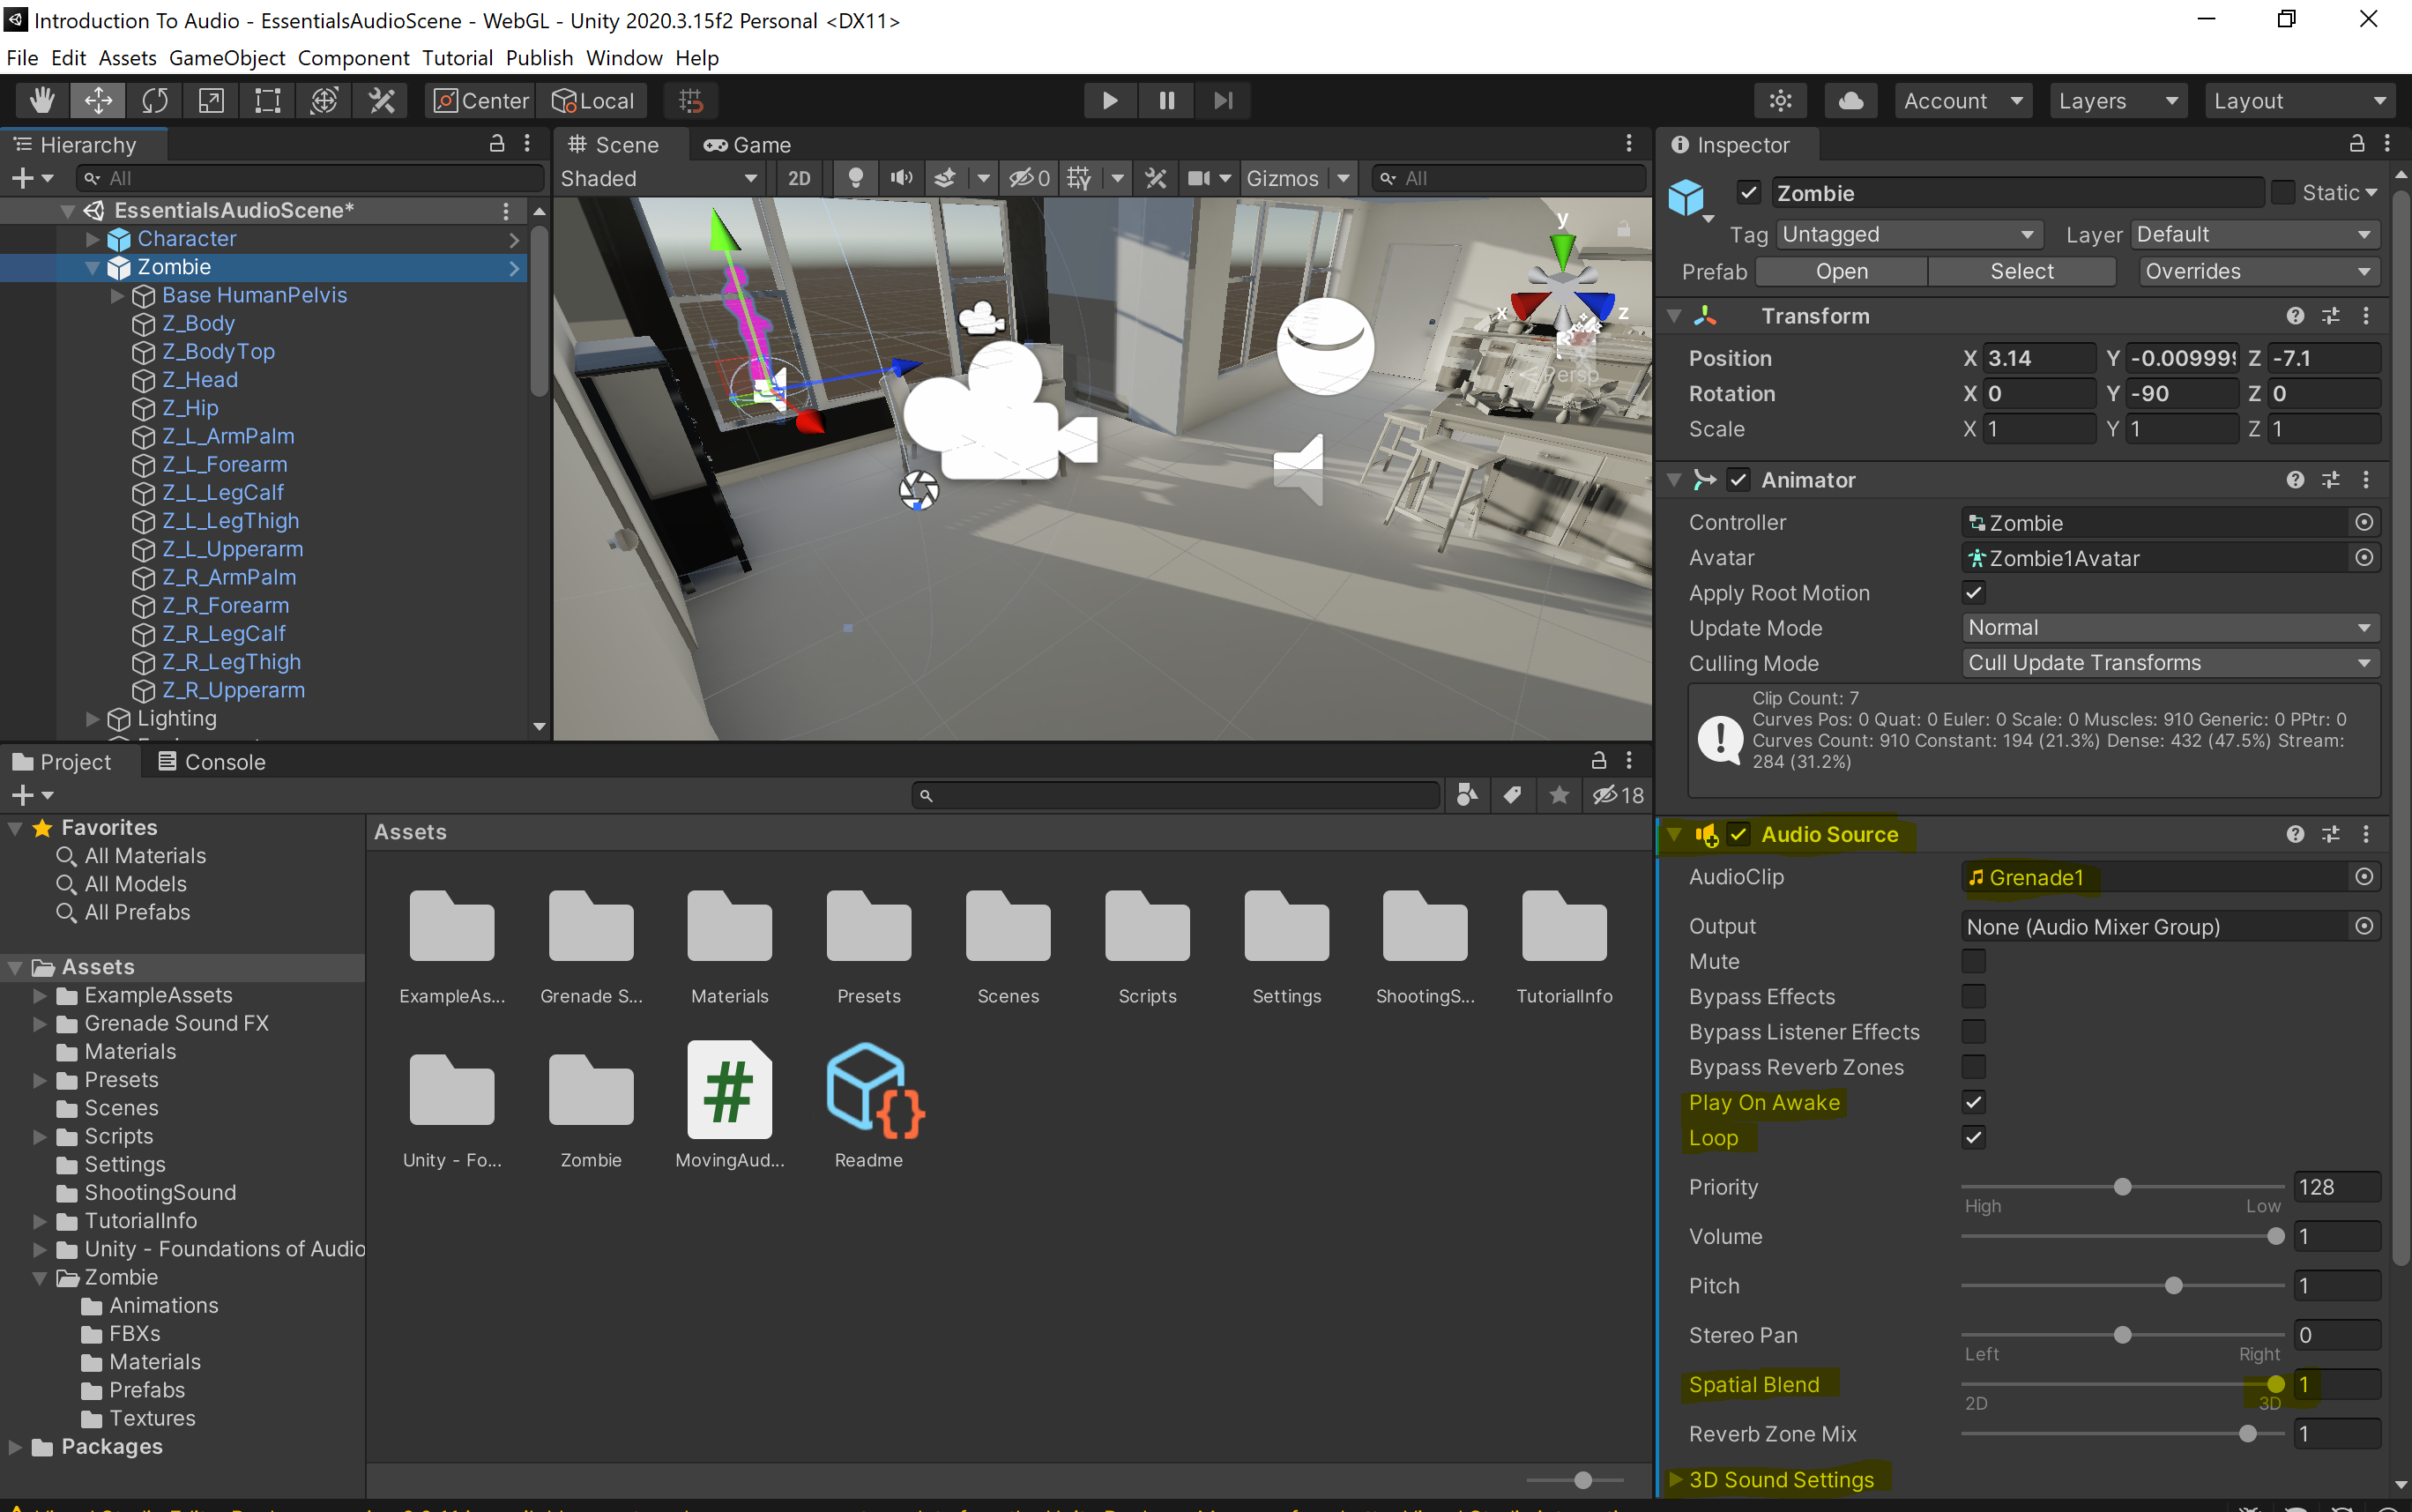 Introduction To Audio - EssentialsAudioScene - WebGL - Unity 2020.3.15f2 Personal <DX11>
File Edit Assets GameObject Component Tutorial Publish Window Help
Center Local Account Layers Layout
Hierarchy
All
EssentialsAudioScene*
Character
Zombie
Base HumanPelvis
Z_Body
Z_BodyTop
Z_Head
Z_Hip
Z_L_ArmPalm
Z_L_Forearm
Z_L_LegCalf
Z_L_LegThigh
Z_L_Upperarm
Z_R_ArmPalm
Z_R_Forearm
Z_R_LegCalf
Z_R_LegThigh
Z_R_Upperarm
Lighting
Scene Game
Shaded 2D 0 Gizmos All
y
x z
Persp
Inspector
Zombie Static
Tag Untagged Layer Default
Prefab Open Select Overrides
Transform
Position X 3.14 Y -0.009999 Z -7.1
Rotation X 0 Y -90 Z 0
Scale X 1 Y 1 Z 1
Animator
Controller Zombie
Avatar Zombie1Avatar
Apply Root Motion
Update Mode Normal
Culling Mode Cull Update Transforms
Clip Count: 7
Curves Pos: 0 Quat: 0 Euler: 0 Scale: 0 Muscles: 910 Generic: 0 PPtr: 0
Curves Count: 910 Constant: 194 (21.3%) Dense: 432 (47.5%) Stream:
284 (31.2%)
Audio Source
AudioClip Grenade1
Output None (Audio Mixer Group)
Mute
Bypass Effects
Bypass Listener Effects
Bypass Reverb Zones
Play On Awake
Loop
Priority 128
High Low
Volume 1
Pitch 1
Stereo Pan 0
Left Right
Spatial Blend 1
2D 3D
Reverb Zone Mix 1
3D Sound Settings
Project Console
18
Favorites
All Materials
All Models
All Prefabs
Assets
ExampleAssets
Grenade Sound FX
Materials
Presets
Scenes
Scripts
Settings
ShootingSound
TutorialInfo
Unity - Foundations of Audio
Zombie
Animations
FBXs
Materials
Prefabs
Textures
Packages
Assets
ExampleAs... Grenade S... Materials Presets Scenes Scripts Settings ShootingS... TutorialInfo
Unity - Fo... Zombie MovingAud... Readme